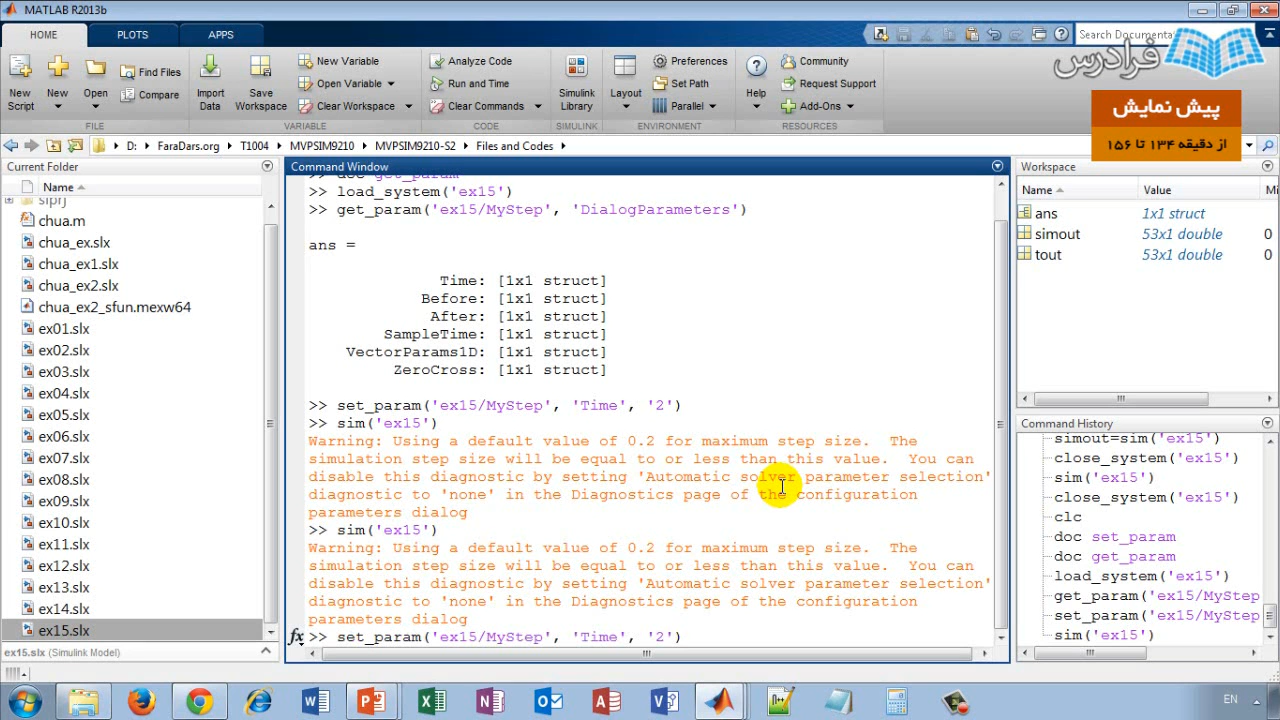 MATLAB R2013b
HOME PLOTS APPS
Search Documenta
فرادرس
پیش نمایش
از دقیقه ۱۳۴ تا ۱۵۶
New Script
New
Open
Find Files
Compare
FILE
Import Data
Save Workspace
New Variable
Open Variable
Clear Workspace
VARIABLE
Analyze Code
Run and Time
Clear Commands
CODE
Simulink Library
SIMULINK
Layout
Preferences
Set Path
Parallel
ENVIRONMENT
Help
Community
Request Support
Add-Ons
RESOURCES
D: FaraDars.org T1004 MVPSIM9210 MVPSIM9210-S2 Files and Codes
Current Folder
Name
slprj
chua.m
chua_ex.slx
chua_ex1.slx
chua_ex2.slx
chua_ex2_sfun.mexw64
ex01.slx
ex02.slx
ex03.slx
ex04.slx
ex05.slx
ex06.slx
ex07.slx
ex08.slx
ex09.slx
ex10.slx
ex11.slx
ex12.slx
ex13.slx
ex14.slx
ex15.slx
ex15.slx (Simulink Model)
Command Window
>> doc get_param
>> load_system('ex15')
>> get_param('ex15/MyStep', 'DialogParameters')
ans =
Time: [1x1 struct]
Before: [1x1 struct]
After: [1x1 struct]
SampleTime: [1x1 struct]
VectorParams1D: [1x1 struct]
ZeroCross: [1x1 struct]
>> set_param('ex15/MyStep', 'Time', '2')
>> sim('ex15')
Warning: Using a default value of 0.2 for maximum step size.  The
simulation step size will be equal to or less than this value.  You can
disable this diagnostic by setting 'Automatic solver parameter selection'
diagnostic to 'none' in the Diagnostics page of the configuration
parameters dialog
>> sim('ex15')
Warning: Using a default value of 0.2 for maximum step size.  The
simulation step size will be equal to or less than this value.  You can
disable this diagnostic by setting 'Automatic solver parameter selection'
diagnostic to 'none' in the Diagnostics page of the configuration
parameters dialog
fx >> set_param('ex15/MyStep', 'Time', '2')
Workspace
Name Value Mi
ans 1x1 struct
simout 53x1 double 0
tout 53x1 double 0
Command History
simout=sim('ex15')
close_system('ex15')
sim('ex15')
close_system('ex15')
clc
doc set_param
doc get_param
load_system('ex15')
get_param('ex15/MyStep
set_param('ex15/MyStep
sim('ex15')
EN